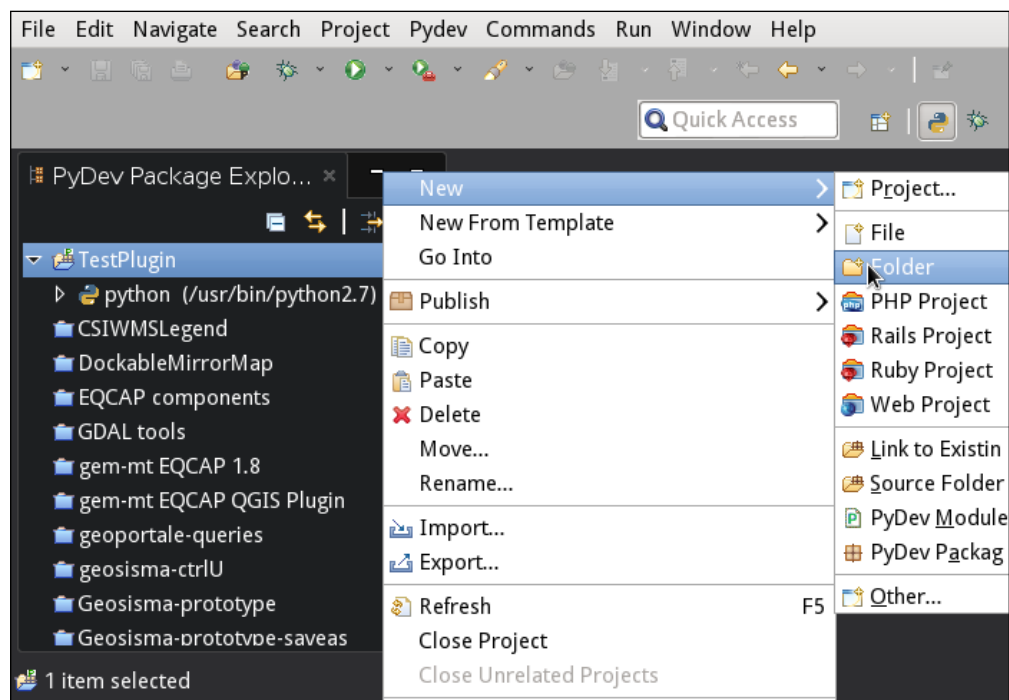 File Edit Navigate Search Project Pydev Commands Run Window Help
Quick Access
PyDev Package Explo...
TestPlugin
python (/usr/bin/python2.7)
CSIWMSLegend
DockableMirrorMap
EQCAP components
GDAL tools
gem-mt EQCAP 1.8
gem-mt EQCAP QGIS Plugin
geoportale-queries
geosisma-ctrlU
Geosisma-prototype
Geosisma-prototype-saveas
1 item selected
New
New From Template
Go Into
Publish
Copy
Paste
Delete
Move...
Rename...
Import...
Export...
Refresh F5
Close Project
Close Unrelated Projects
Project...
File
Folder
PHP Project
Rails Project
Ruby Project
Web Project
Link to Existin
Source Folder
PyDev Module
PyDev Packag
Other...